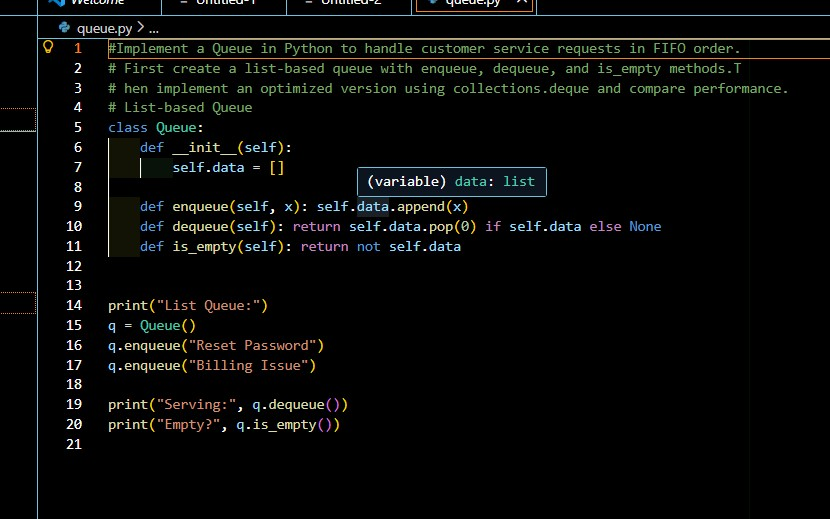 Welcome Untitled-1 Untitled-2 queue.py
queue.py > ...
1 #Implement a Queue in Python to handle customer service requests in FIFO order.
2 # First create a list-based queue with enqueue, dequeue, and is_empty methods.T
3 # hen implement an optimized version using collections.deque and compare performance.
4 # List-based Queue
5 class Queue:
6     def __init__(self):
7         self.data = []
(variable) data: list
8
9     def enqueue(self, x): self.data.append(x)
10     def dequeue(self): return self.data.pop(0) if self.data else None
11     def is_empty(self): return not self.data
12
13
14 print("List Queue:")
15 q = Queue()
16 q.enqueue("Reset Password")
17 q.enqueue("Billing Issue")
18
19 print("Serving:", q.dequeue())
20 print("Empty?", q.is_empty())
21